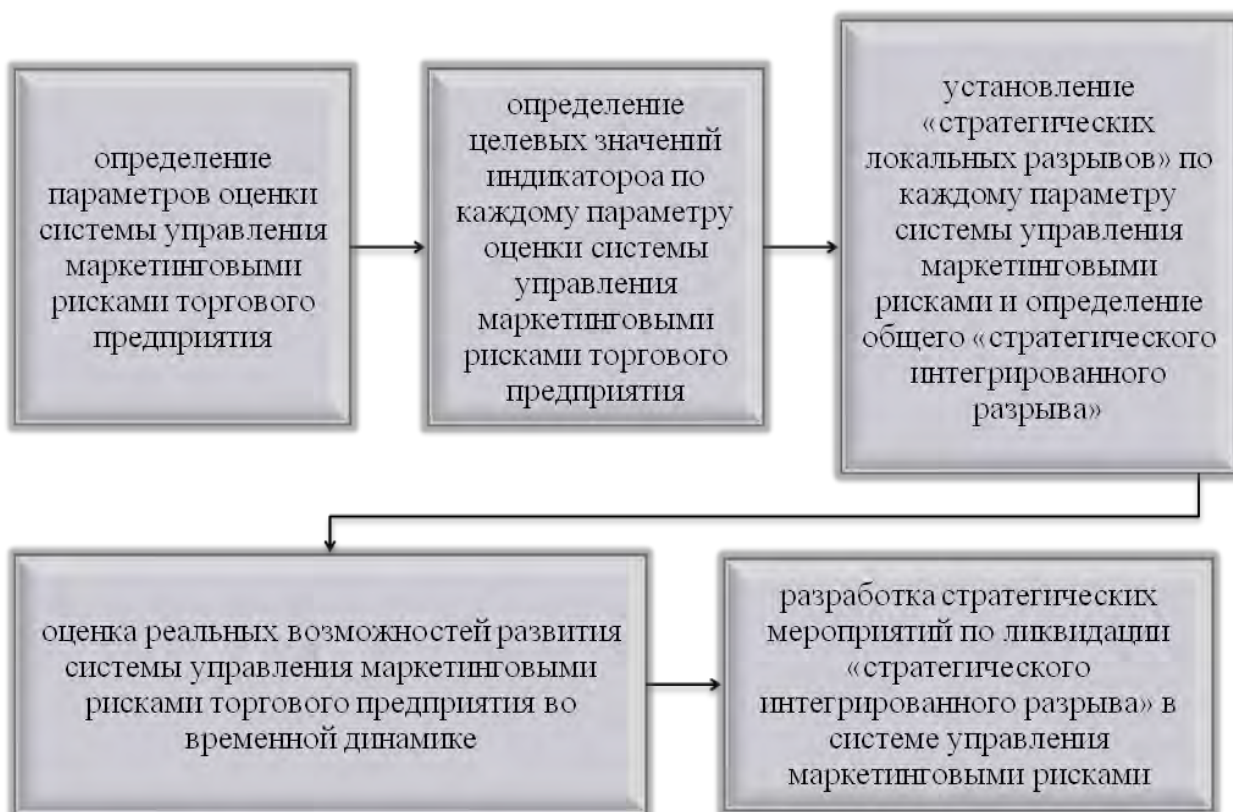 определение
параметров оценки
системы управления
маркетинговыми
рисками торгового
предприятия
определение
целевых значений
индикатороа по
каждому параметру
оценки системы
управления
маркетинговыми
рисками торгового
предприятия
установление
«стратегических
локальных разрывов» по
каждому параметру
системы управления
маркетинговыми
рисками и определение
общего «стратегического
интегрированного
разрыва»
оценка реальных возможностей развития
системы управления маркетинговыми
рисками торгового предприятия во
временной динамике
разработка стратегических
мероприятий по ликвидации
«стратегического
интегрированного разрыва» в
системе управления
маркетинговыми рисками